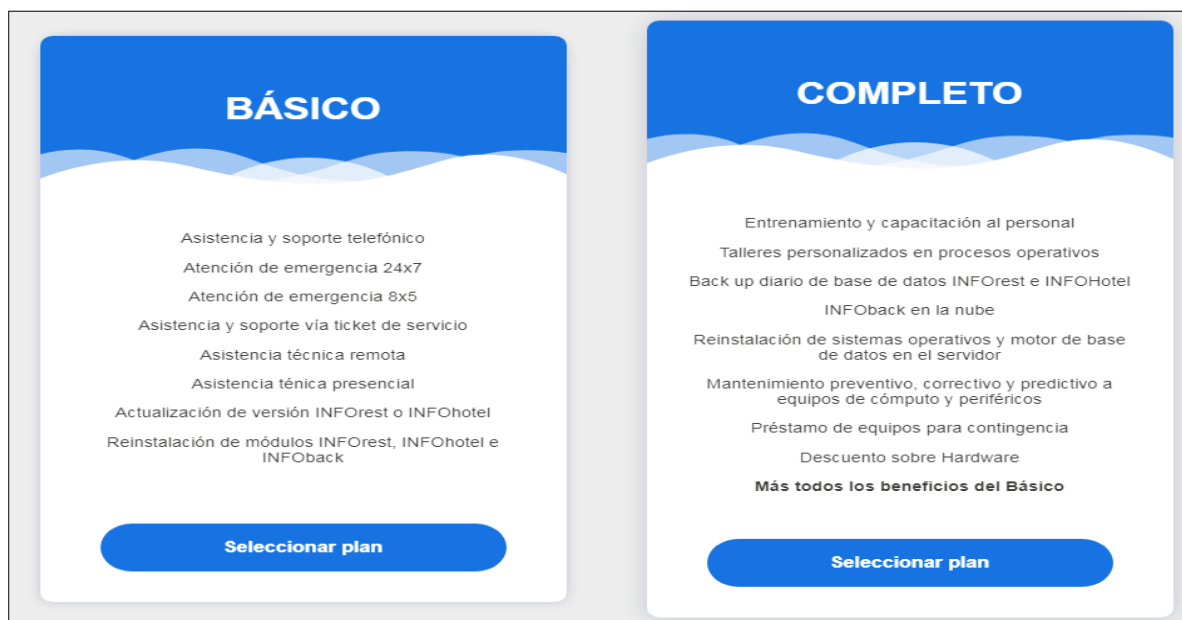 BÁSICO
Asistencia y soporte telefónico
Atención de emergencia 24x7
Atención de emergencia 8x5
Asistencia y soporte vía ticket de servicio
Asistencia técnica remota
Asistencia ténica presencial
Actualización de versión INFOrest o INFOhotel
Reinstalación de módulos INFOrest, INFOhotel e
INFOback
Seleccionar plan
COMPLETO
Entrenamiento y capacitación al personal
Talleres personalizados en procesos operativos
Back up diario de base de datos INFOrest e INFOHotel
INFOback en la nube
Reinstalación de sistemas operativos y motor de base
de datos en el servidor
Mantenimiento preventivo, correctivo y predictivo a
equipos de cómputo y periféricos
Préstamo de equipos para contingencia
Descuento sobre Hardware
Más todos los beneficios del Básico
Seleccionar plan